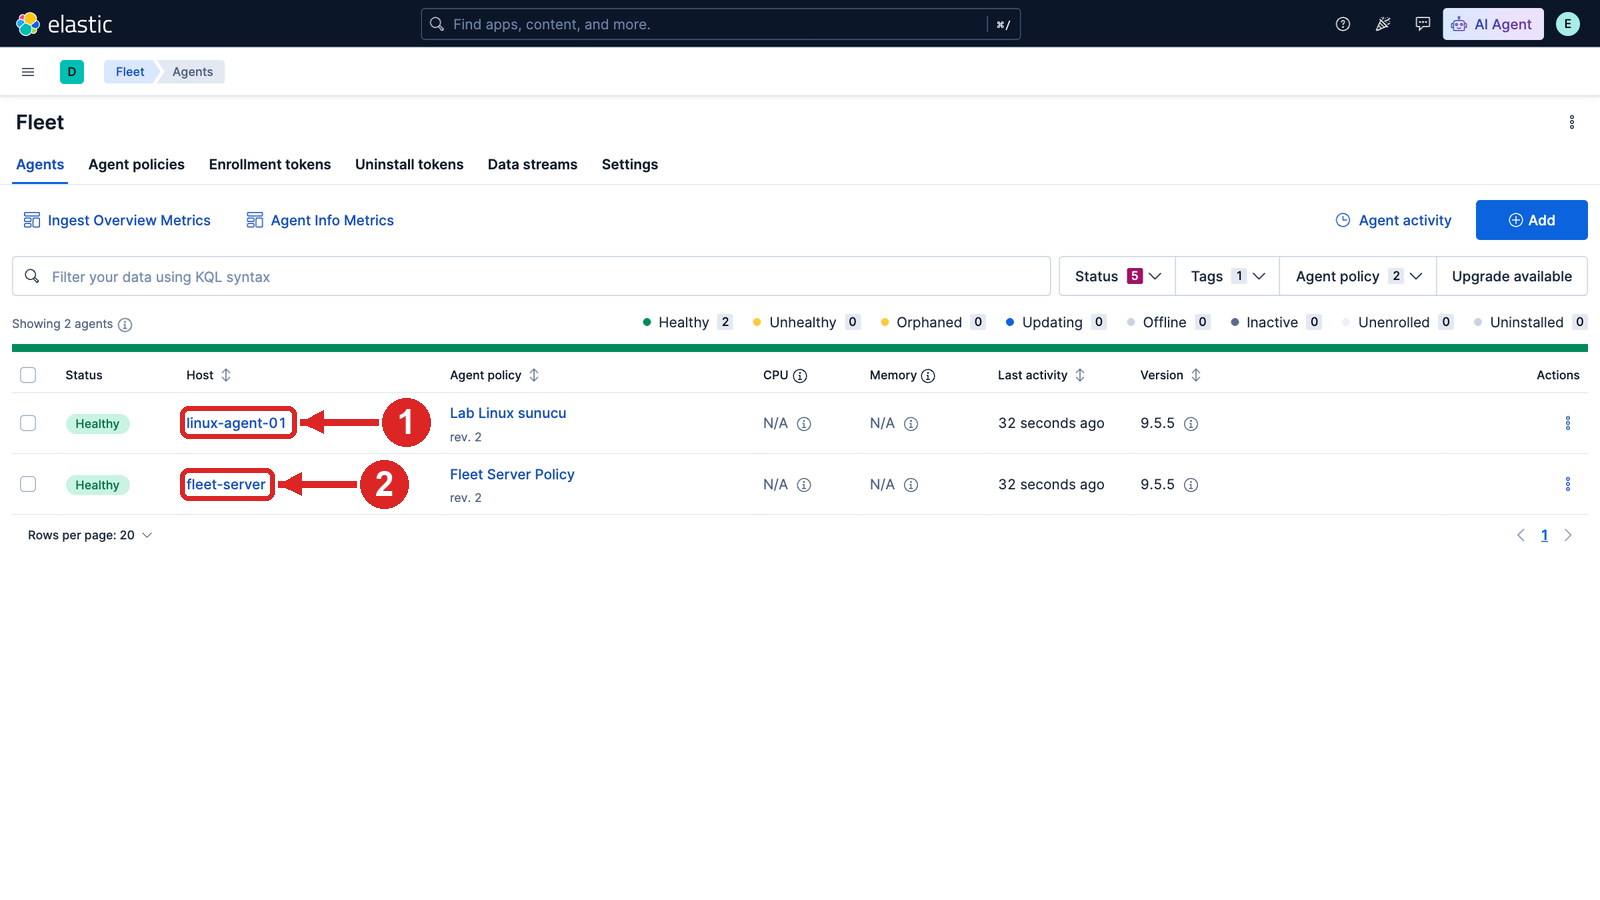 elastic
Find apps, content, and more.
⌘/
AI Agent
E
D
Fleet
Agents
Fleet
Agents
Agent policies
Enrollment tokens
Uninstall tokens
Data streams
Settings
Ingest Overview Metrics
Agent Info Metrics
Agent activity
Add
Filter your data using KQL syntax
Status 5
Tags 1
Agent policy 2
Upgrade available
Showing 2 agents
Healthy 2
Unhealthy 0
Orphaned 0
Updating 0
Offline 0
Inactive 0
Unenrolled 0
Uninstalled 0
Status
Host
Agent policy
CPU
Memory
Last activity
Version
Actions
Healthy
linux-agent-01
1
Lab Linux sunucu
rev. 2
N/A
N/A
32 seconds ago
9.5.5
Healthy
fleet-server
2
Fleet Server Policy
rev. 2
N/A
N/A
32 seconds ago
9.5.5
Rows per page: 20
1